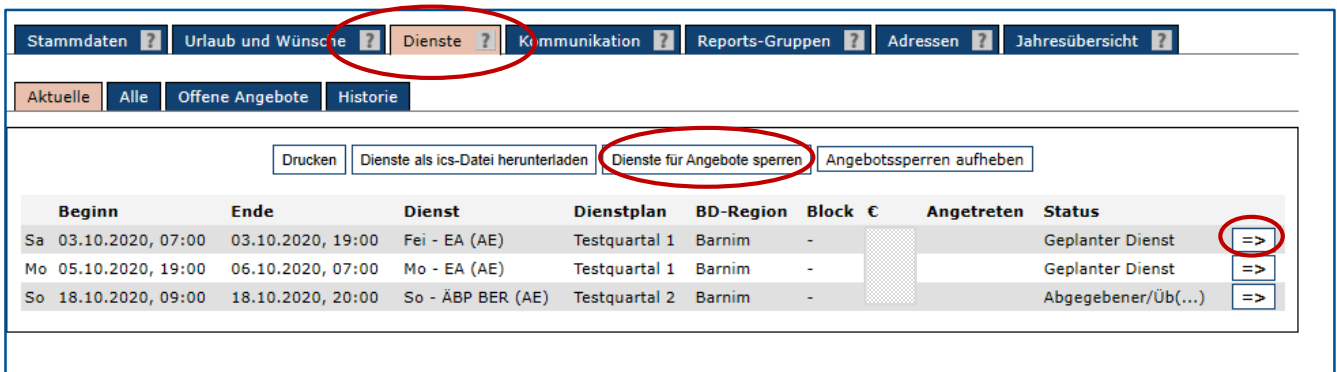 Stammdaten ? Urlaub und Wünsche ? Dienste ? Kommunikation ? Reports-Gruppen ? Adressen ? Jahresübersicht ?
Aktuelle Alle Offene Angebote Historie
Drucken Dienste als ics-Datei herunterladen Dienste für Angebote sperren Angebotssperren aufheben
Beginn Ende Dienst Dienstplan BD-Region Block € Angetreten Status
Sa 03.10.2020, 07:00 03.10.2020, 19:00 Fei - EA (AE) Testquartal 1 Barnim - Geplanter Dienst =>
Mo 05.10.2020, 19:00 06.10.2020, 07:00 Mo - EA (AE) Testquartal 1 Barnim - Geplanter Dienst =>
So 18.10.2020, 09:00 18.10.2020, 20:00 So - ÄBP BER (AE) Testquartal 2 Barnim - Abgegebener/Üb(...) =>